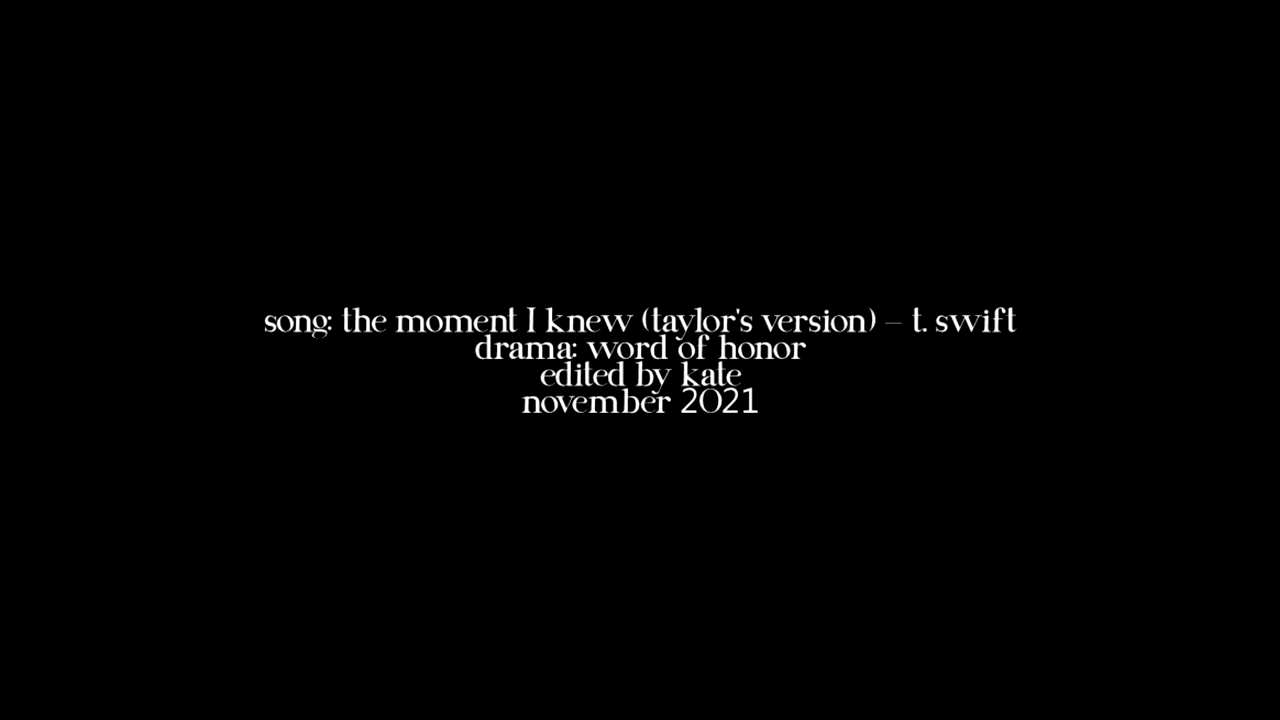 song: the moment I knew (taylor's version) – t. swift
drama: word of honor
edited by kate
november 2021